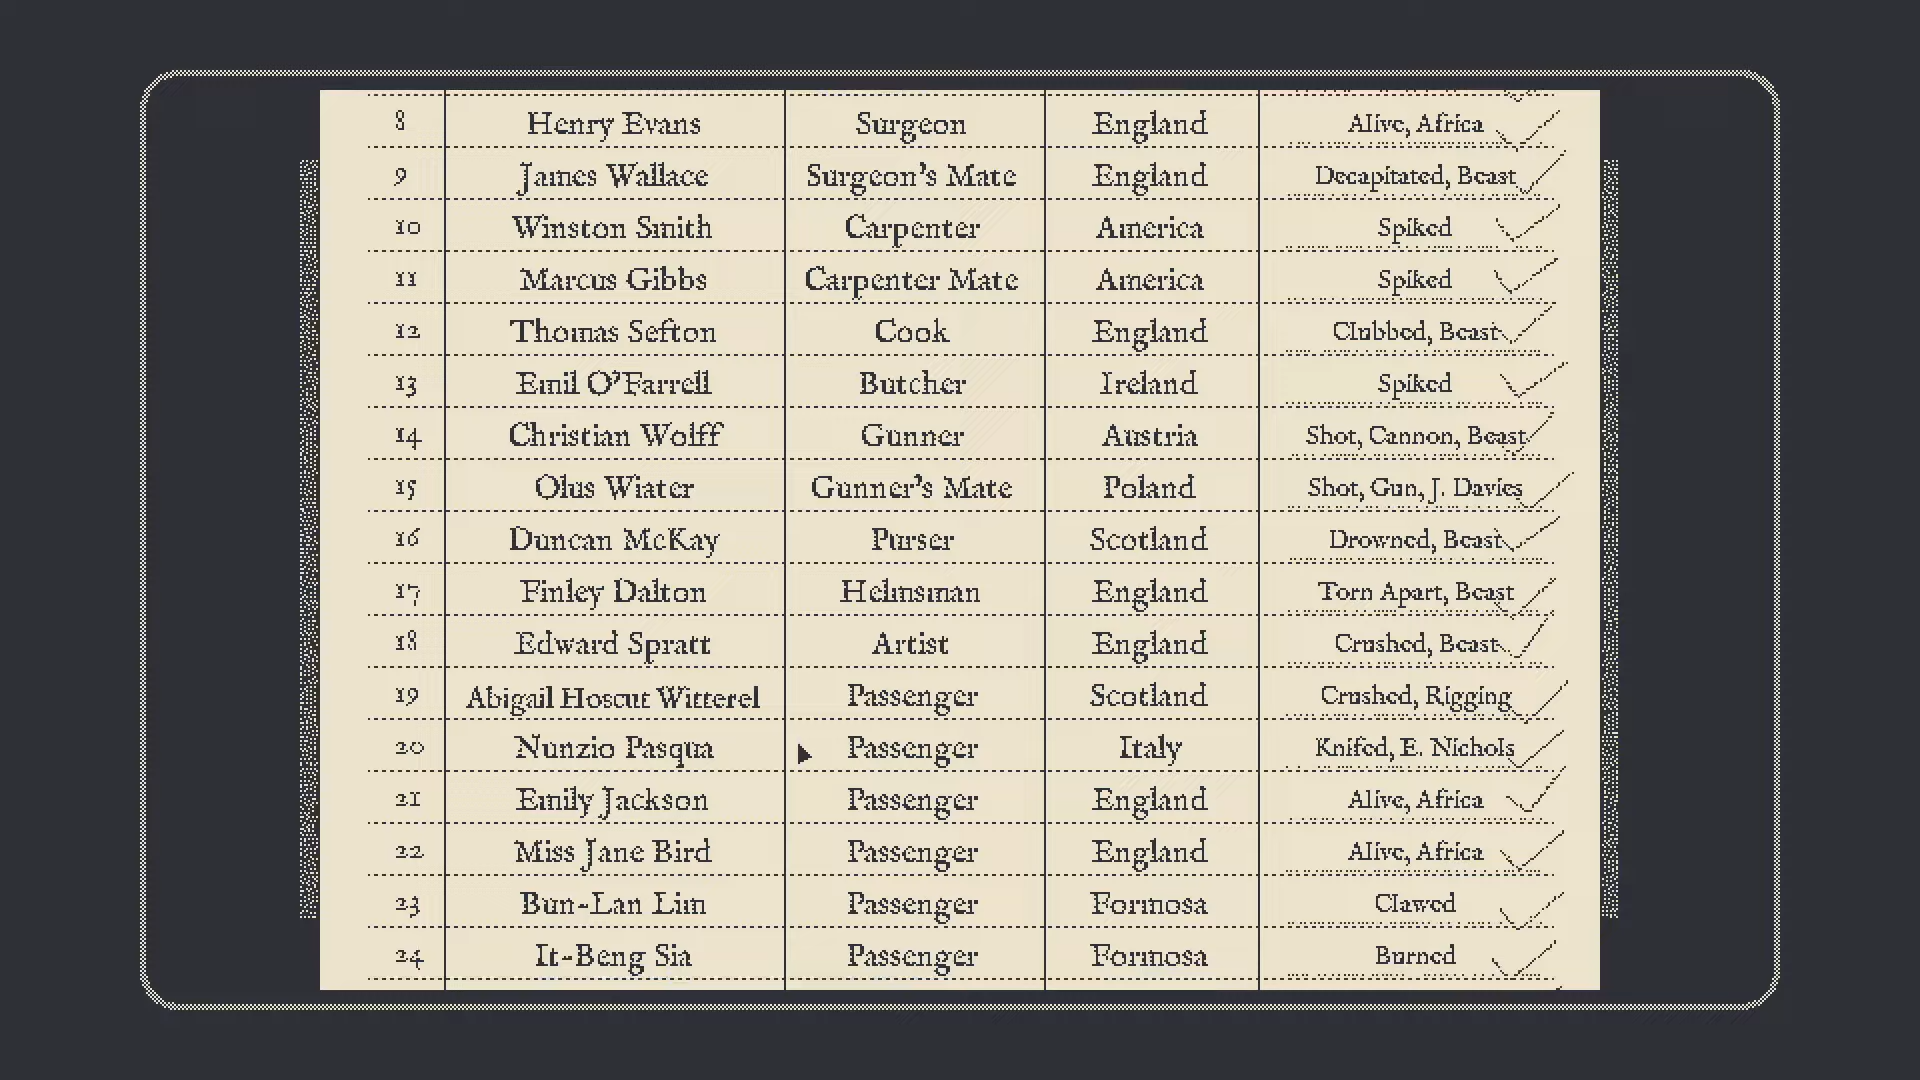 8 Henry Evans Surgeon England Alive, Africa
9 James Wallace Surgeon's Mate England Decapitated, Beast
10 Winston Smith Carpenter America Spiked
11 Marcus Gibbs Carpenter Mate America Spiked
12 Thomas Sefton Cook England Clubbed, Beast
13 Emil O'Farrell Butcher Ireland Spiked
14 Christian Wolff Gunner Austria Shot, Cannon, Beast
15 Olus Wiater Gunner's Mate Poland Shot, Gun, J. Davies
16 Duncan McKay Purser Scotland Drowned, Beast
17 Finley Dalton Helmsman England Torn Apart, Beast
18 Edward Spratt Artist England Crushed, Beast
19 Abigail Hoscut Witterel Passenger Scotland Crushed, Rigging
20 Nunzio Pasqua Passenger Italy Knifed, E. Nichols
21 Emily Jackson Passenger England Alive, Africa
22 Miss Jane Bird Passenger England Alive, Africa
23 Bun-Lan Lim Passenger Formosa Clawed
24 It-Beng Sia Passenger Formosa Burned